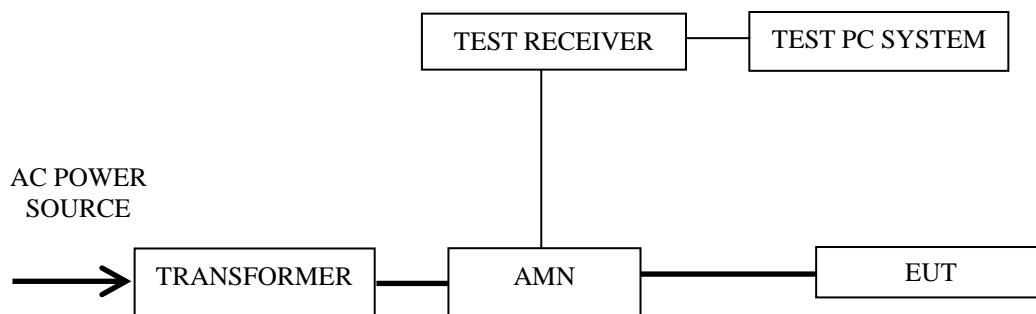 TEST RECEIVER
TEST PC SYSTEM
AC POWER
SOURCE
TRANSFORMER
AMN
EUT